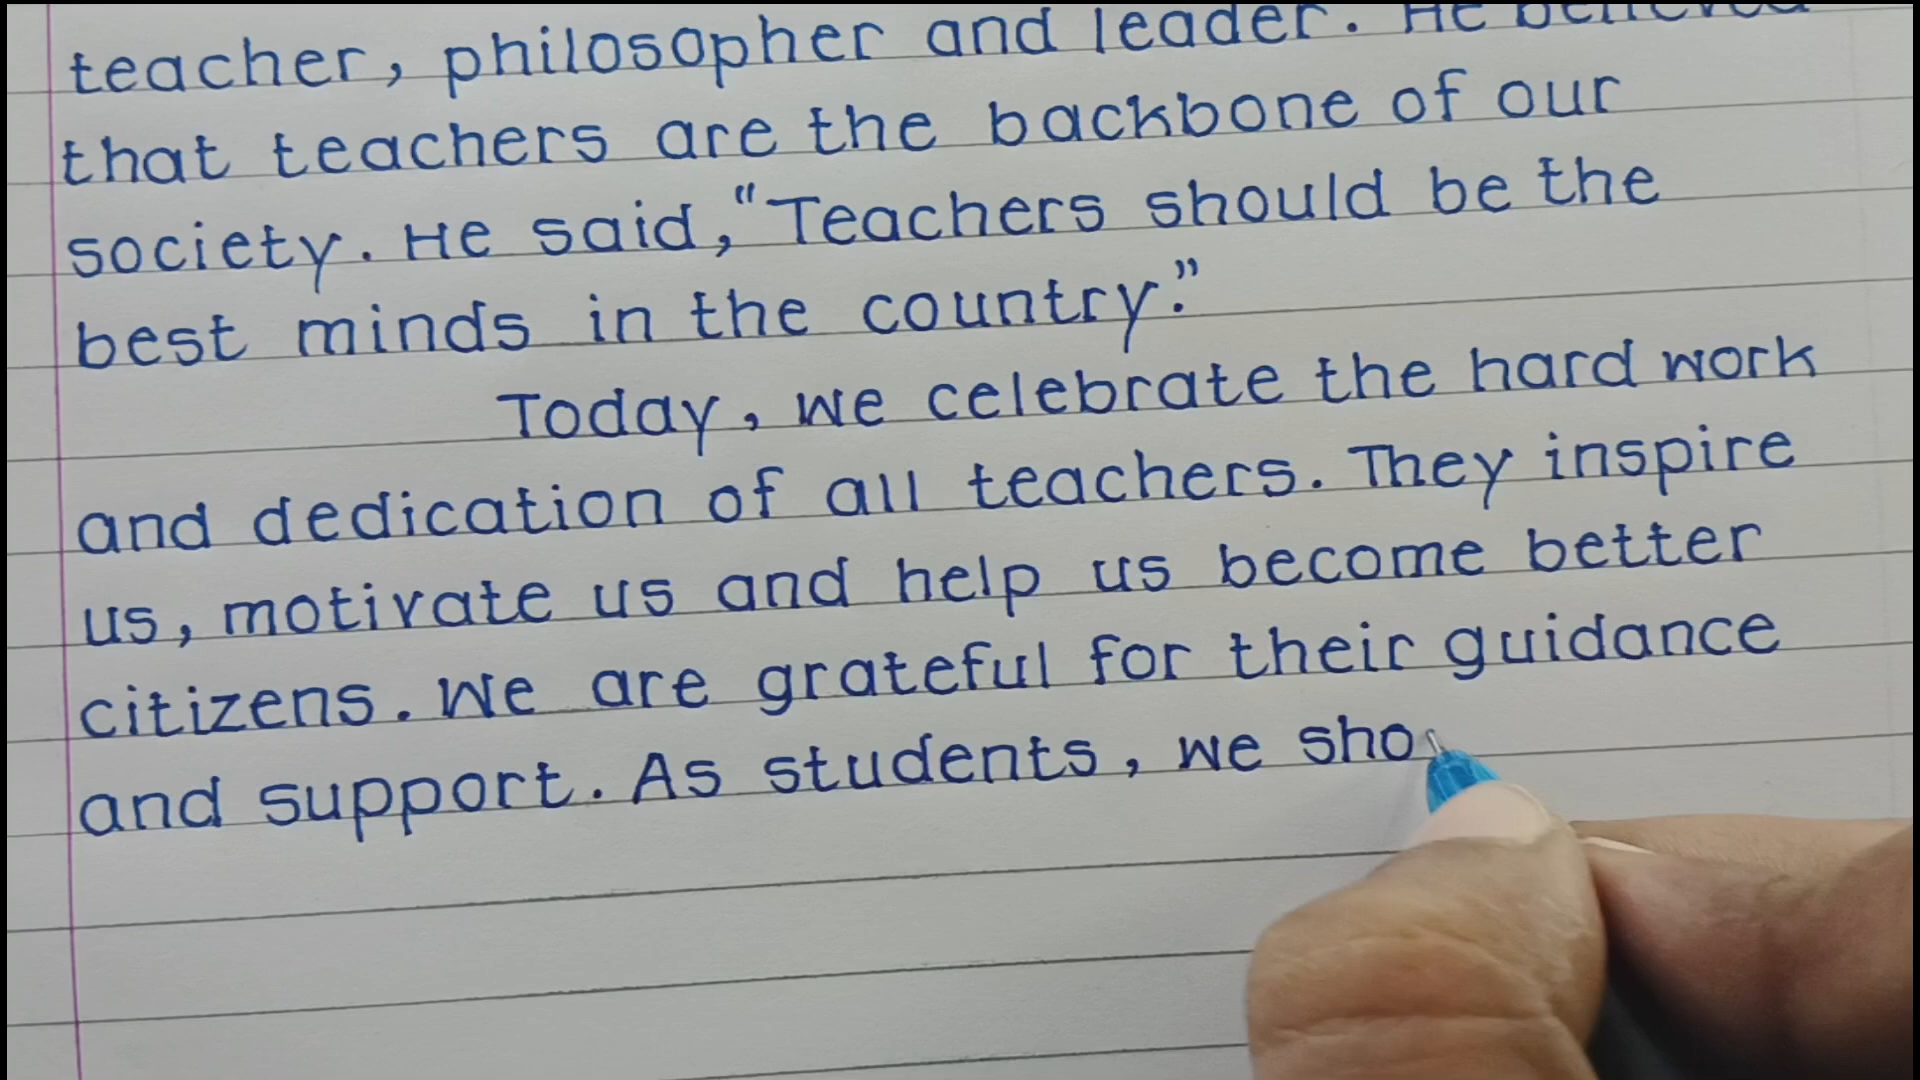 teacher, philosopher and leader. He believed
that teachers are the backbone of our
society. He said, "Teachers should be the
best minds in the country."
Today, we celebrate the hard work
and dedication of all teachers. They inspire
us, motivate us and help us become better
citizens. We are grateful for their guidance
and support. As students, we sho